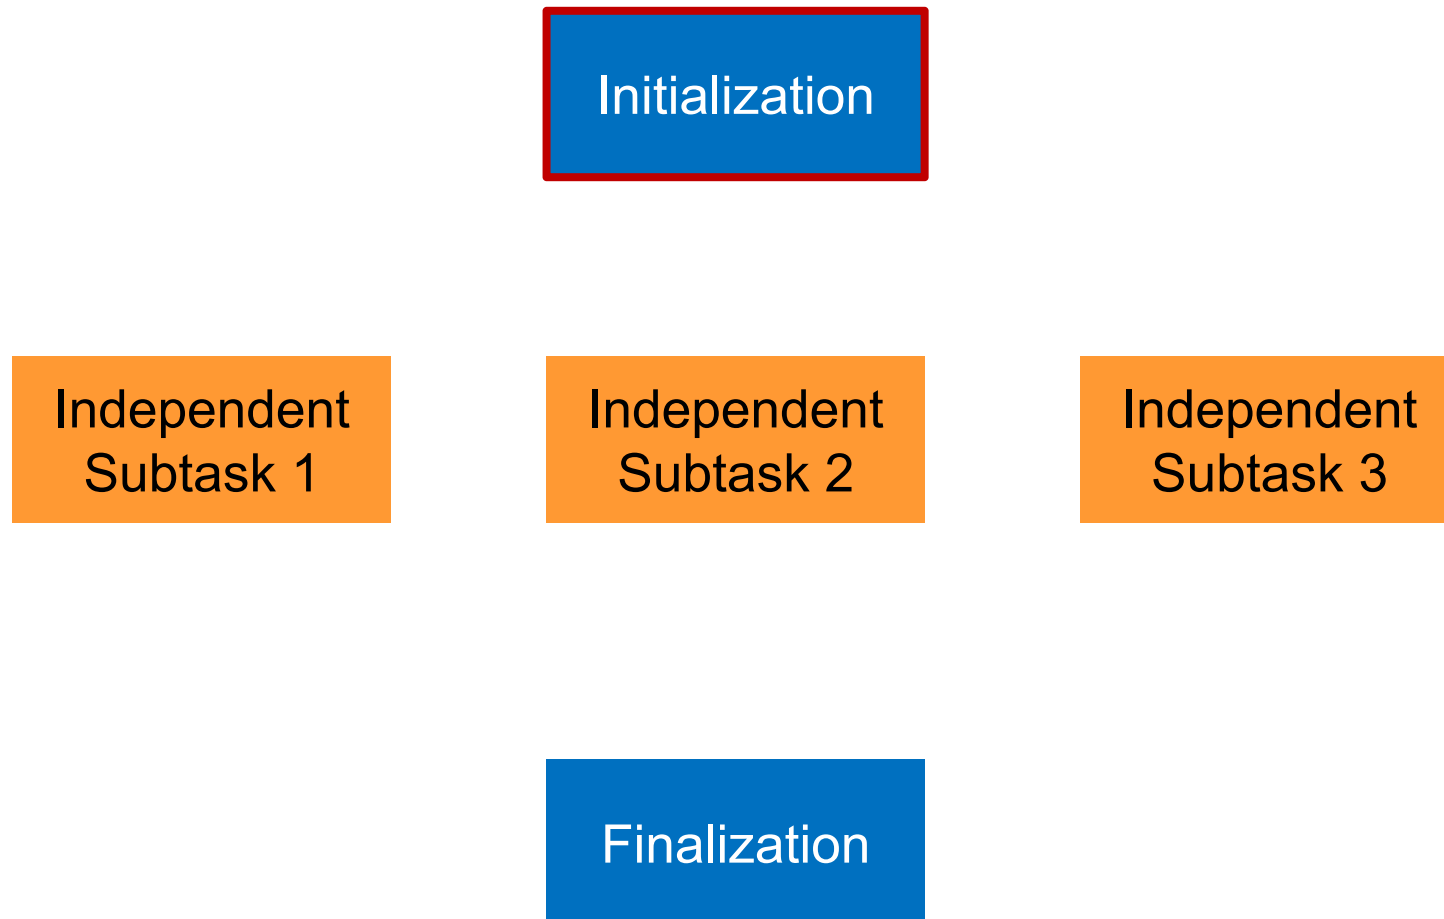 Initialization
Independent
Subtask 1
Independent
Subtask 2
Independent
Subtask 3
Finalization